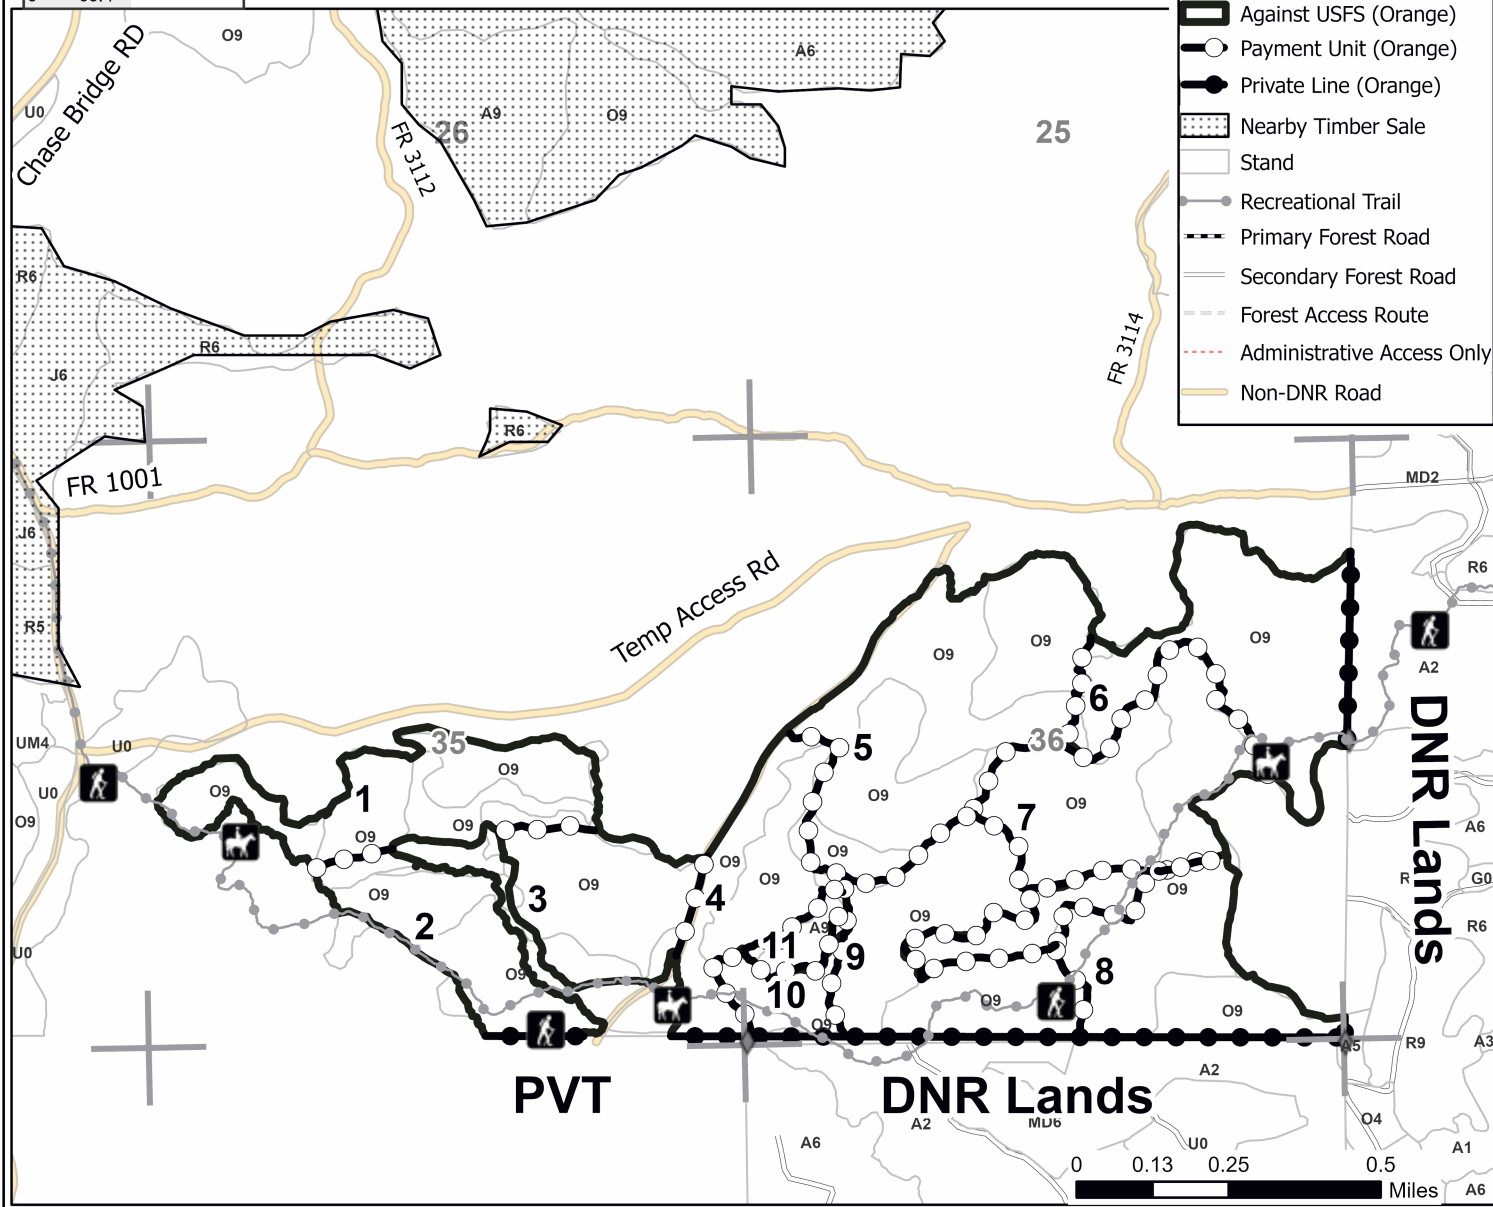 Against USFS (Orange)
Payment Unit (Orange)
Private Line (Orange)
Nearby Timber Sale
Stand
Recreational Trail
Primary Forest Road
Secondary Forest Road
Forest Access Route
Administrative Access Only
Non-DNR Road
O9
A6
Chase Bridge RD
U0
A9
O9
26
25
FR 3112
R6
R6
J6
FR 3114
R6
FR 1001
MD2
J6
R6
R5
Temp Access Rd
O9
O9
O9
A2
6
DNR Lands
UM4
U0
35
36
5
O9
U0
O9
1
O9
O9
7
O9
O9
O9
A6
O9
O9
O9
O9
O9
3
4
O9
R
G0
2
O9
A9
R6
11
9
U0
O9
10
8
O9
O9
O9
A5
R9
A3
PVT
DNR Lands
A2
A2
MD6
O4
A6
U0
A1
0
0.13
0.25
0.5
Miles
A6